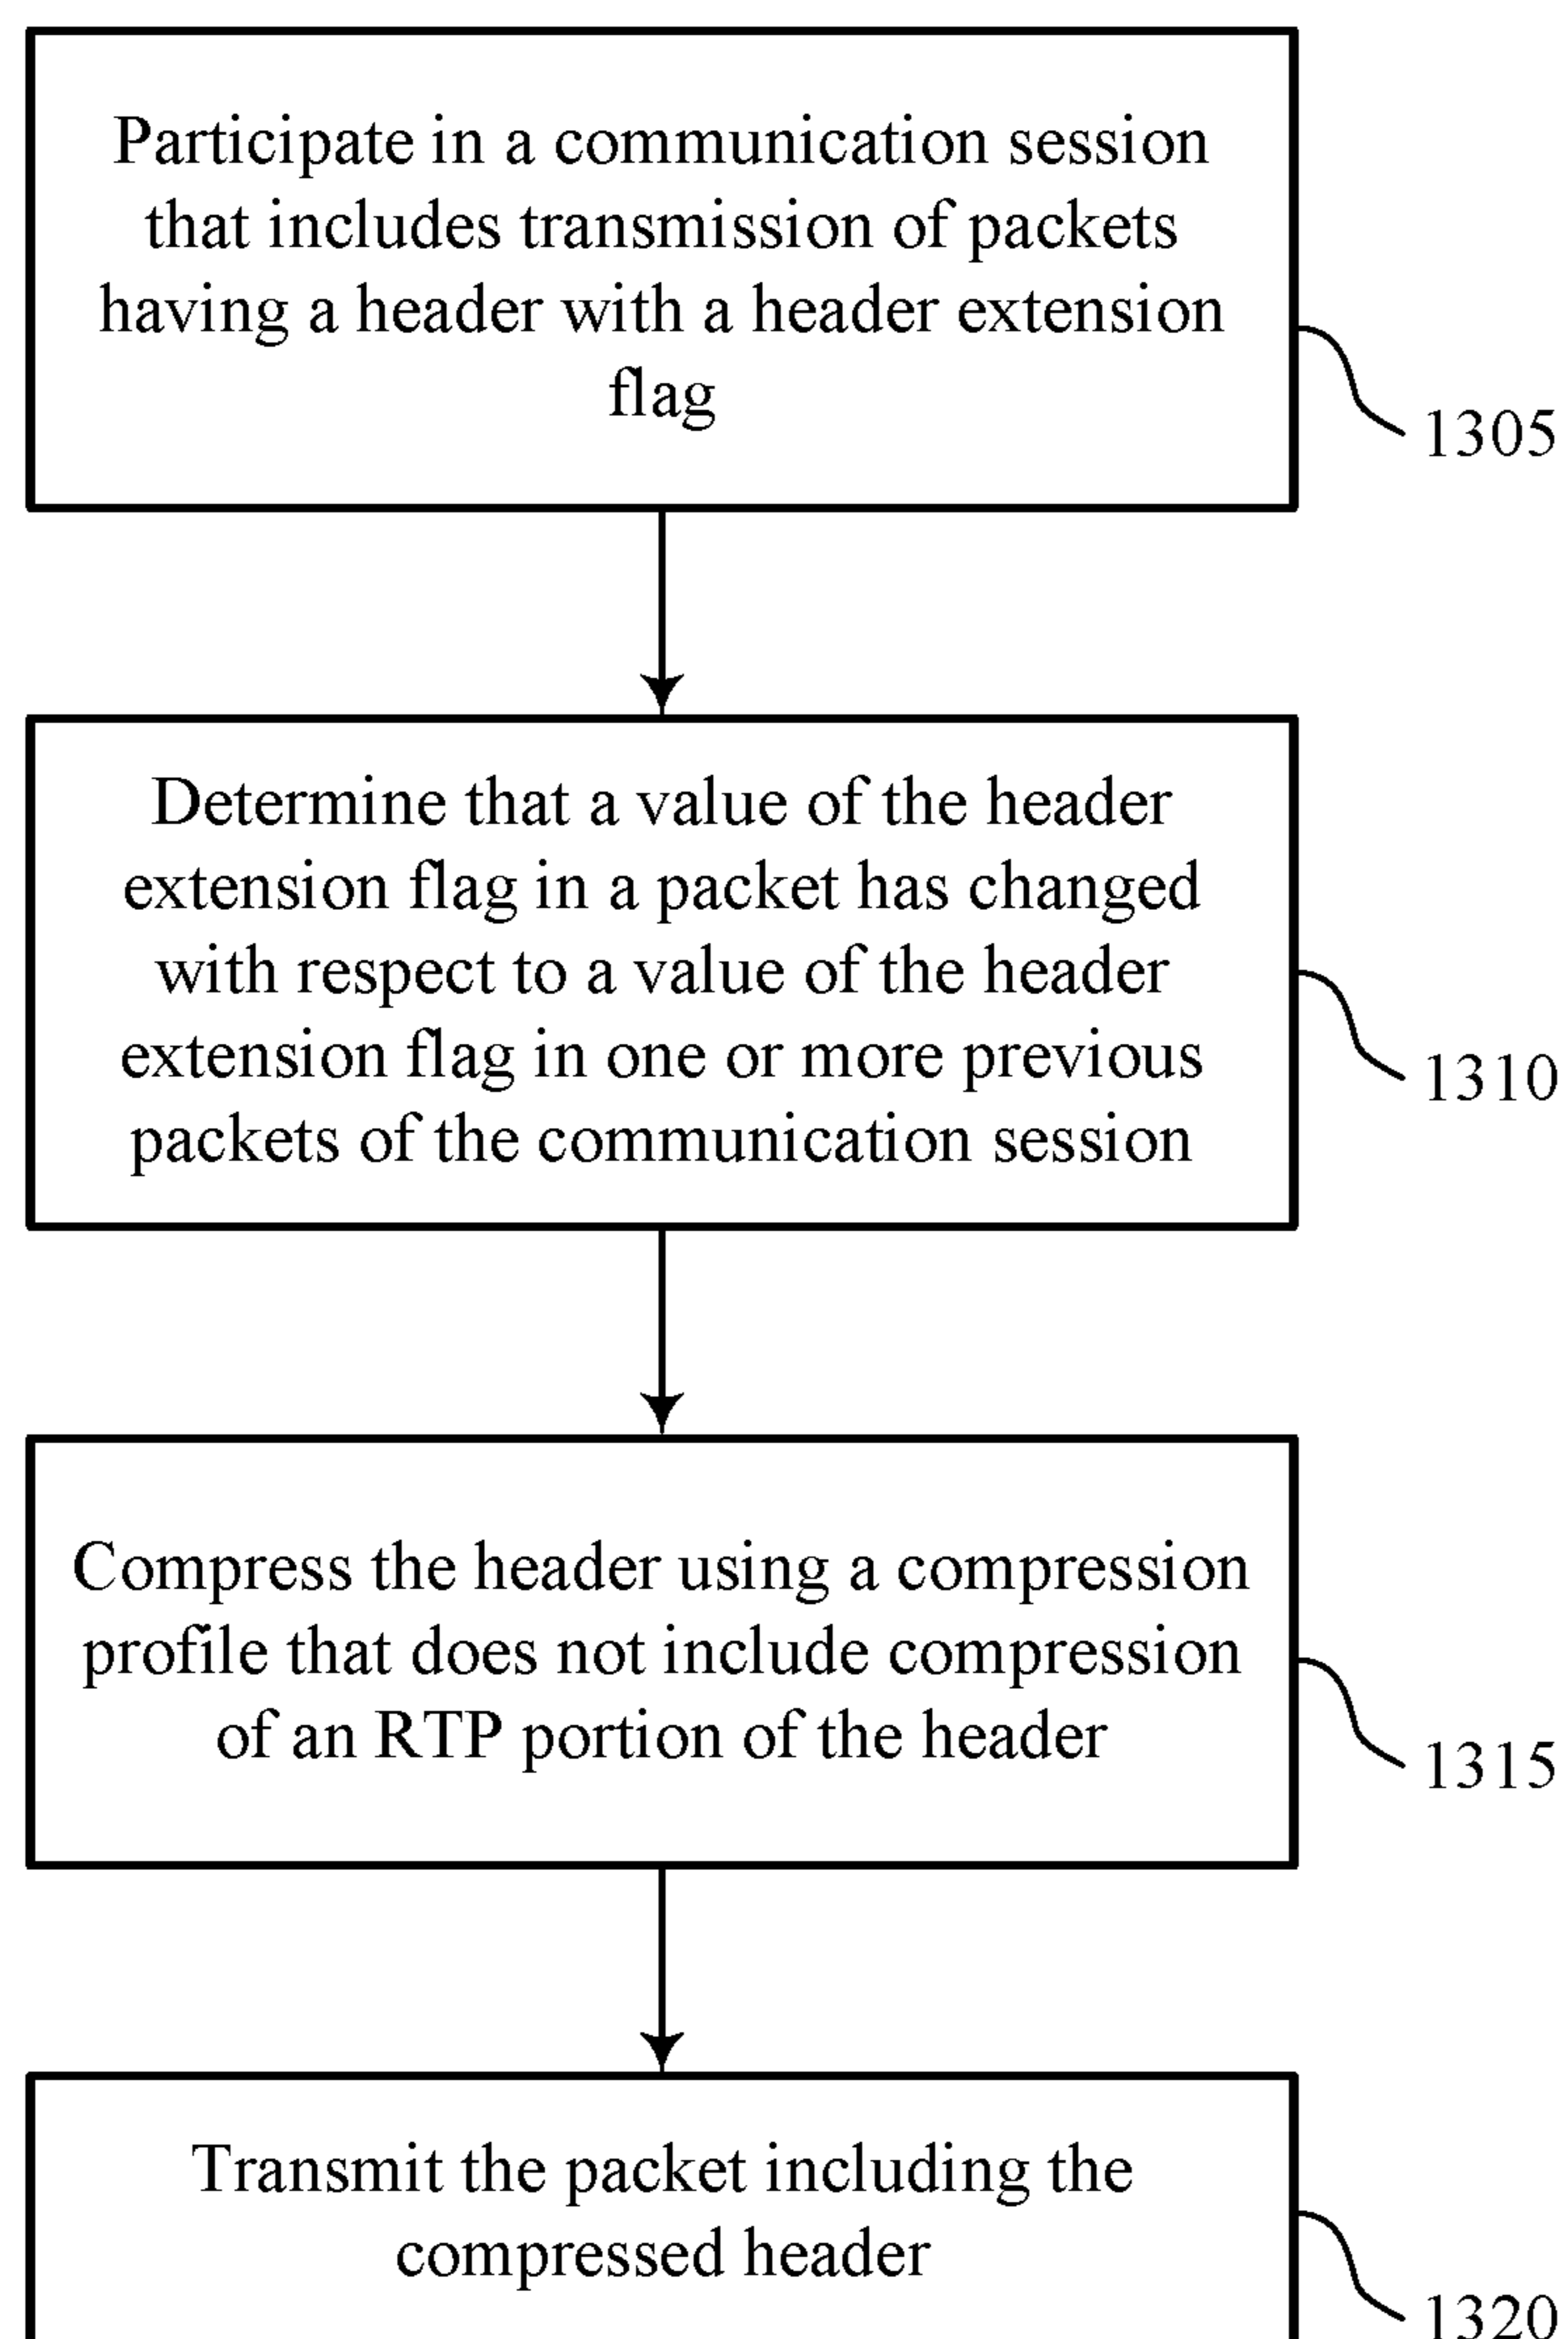 Participate in a communication session
that includes transmission of packets
having a header with a header extension
flag
1305
Determine that a value of the header
extension flag in a packet has changed
with respect to a value of the header
extension flag in one or more previous
packets of the communication session
1310
Compress the header using a compression
profile that does not include compression
of an RTP portion of the header
1315
Transmit the packet including the
compressed header
1320